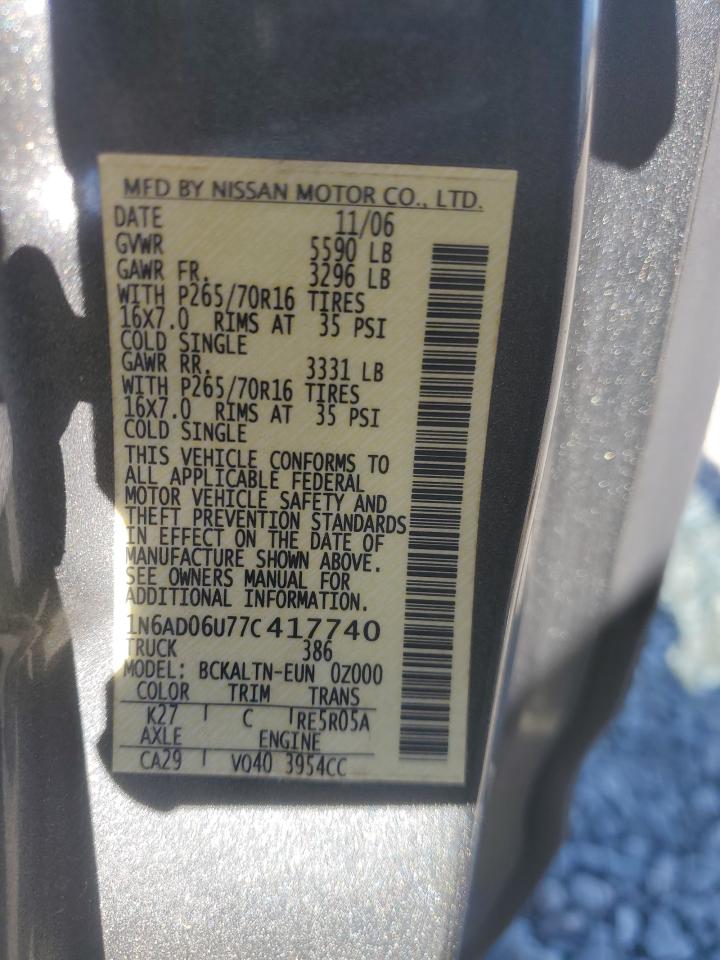 MFD BY NISSAN MOTOR CO., LTD.
DATE 11/06
GVWR 5590 LB
GAWR FR. 3296 LB
WITH P265/70R16 TIRES
16X7.0 RIMS AT 35 PSI
COLD SINGLE
GAWR RR. 3331 LB
WITH P265/70R16 TIRES
16X7.0 RIMS AT 35 PSI
COLD SINGLE
THIS VEHICLE CONFORMS TO
ALL APPLICABLE FEDERAL
MOTOR VEHICLE SAFETY AND
THEFT PREVENTION STANDARDS
IN EFFECT ON THE DATE OF
MANUFACTURE SHOWN ABOVE.
SEE OWNERS MANUAL FOR
ADDITIONAL INFORMATION.
1N6AD06U77C417740
TRUCK 386
MODEL: BCKALTN-EUN 0Z000
COLOR TRIM TRANS
K27 C RE5R05A
AXLE ENGINE
CA29 VQ40 3954CC